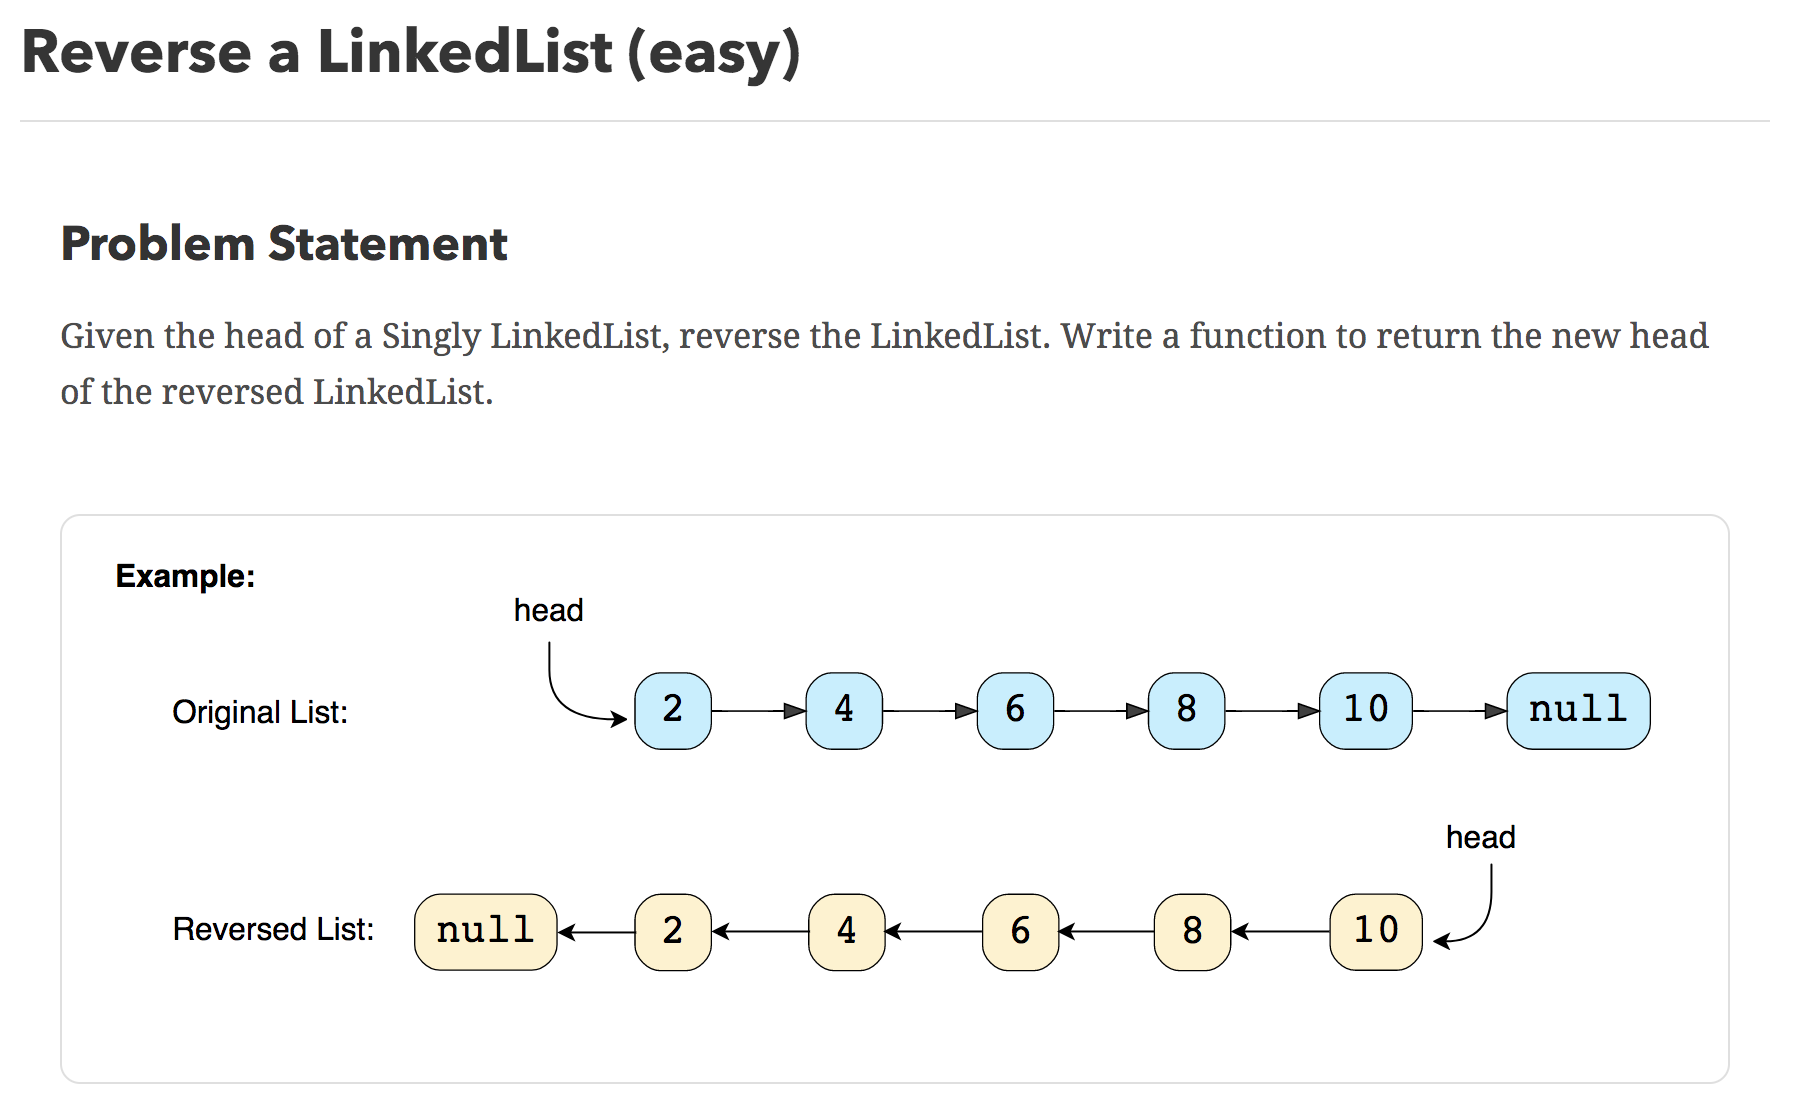 Reverse a LinkedList (easy)
Problem Statement
Given the head of a Singly LinkedList, reverse the LinkedList. Write a function to return the new head
of the reversed LinkedList.
Example:
head
Original List: 2 4 6 8 10 null
head
Reversed List: null 2 4 6 8 10